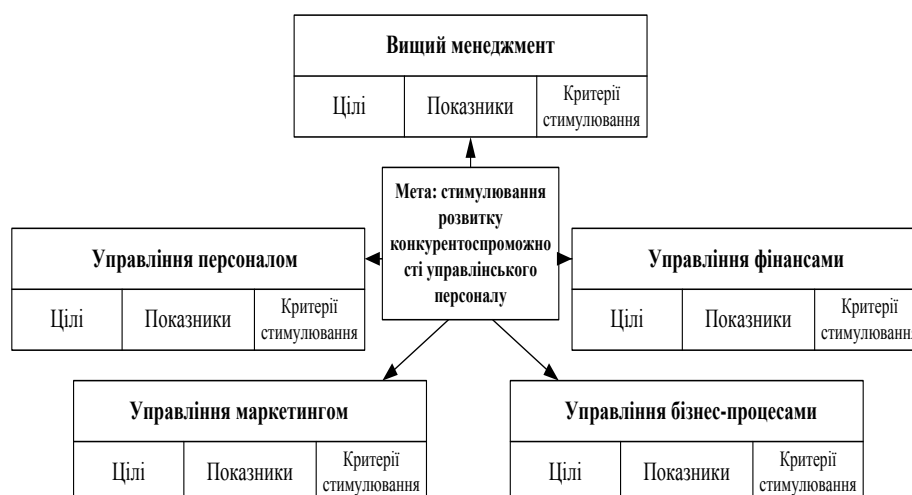 Вищий менеджмент
Цілі
Показники
Критерії
стимулювання
Мета: стимулювання
розвитку
конкурентоспроможно
сті управлінського
персоналу
Управління персоналом
Цілі
Показники
Критерії
стимулювання
Управління фінансами
Цілі
Показники
Критерії
стимулювання
Управління маркетингом
Цілі
Показники
Критерії
стимулювання
Управління бізнес-процесами
Цілі
Показники
Критерії
стимулювання